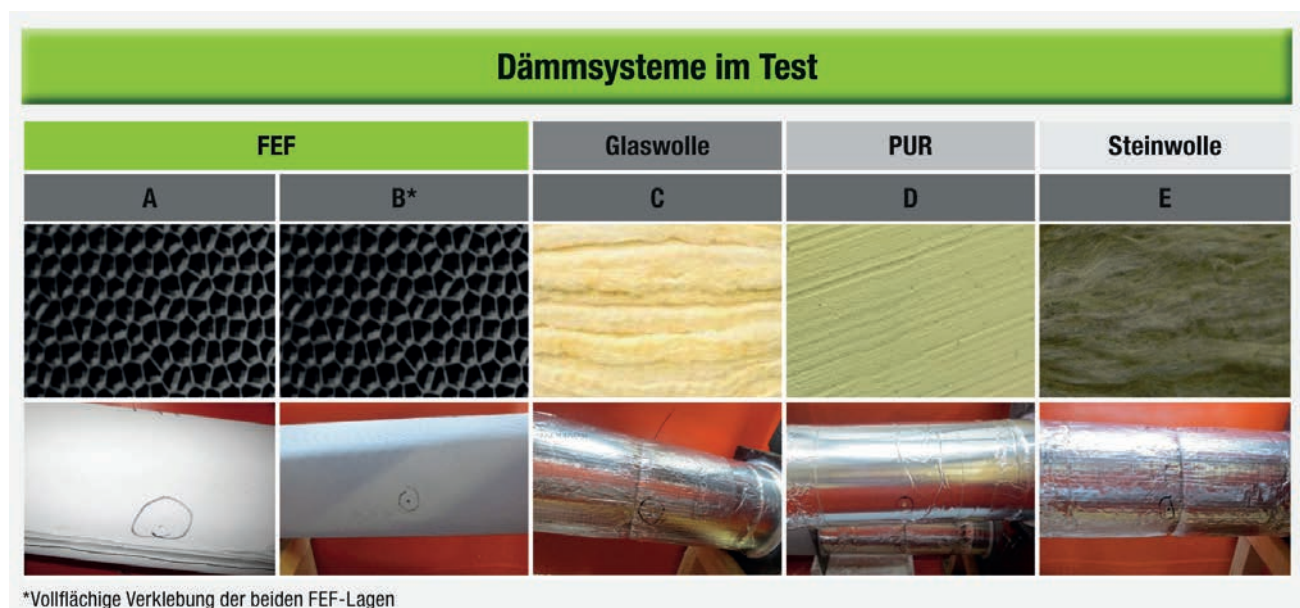 Dämmsysteme im Test
FEF Glaswolle PUR Steinwolle
A B* C D E
*Vollflächige Verklebung der beiden FEF-Lagen